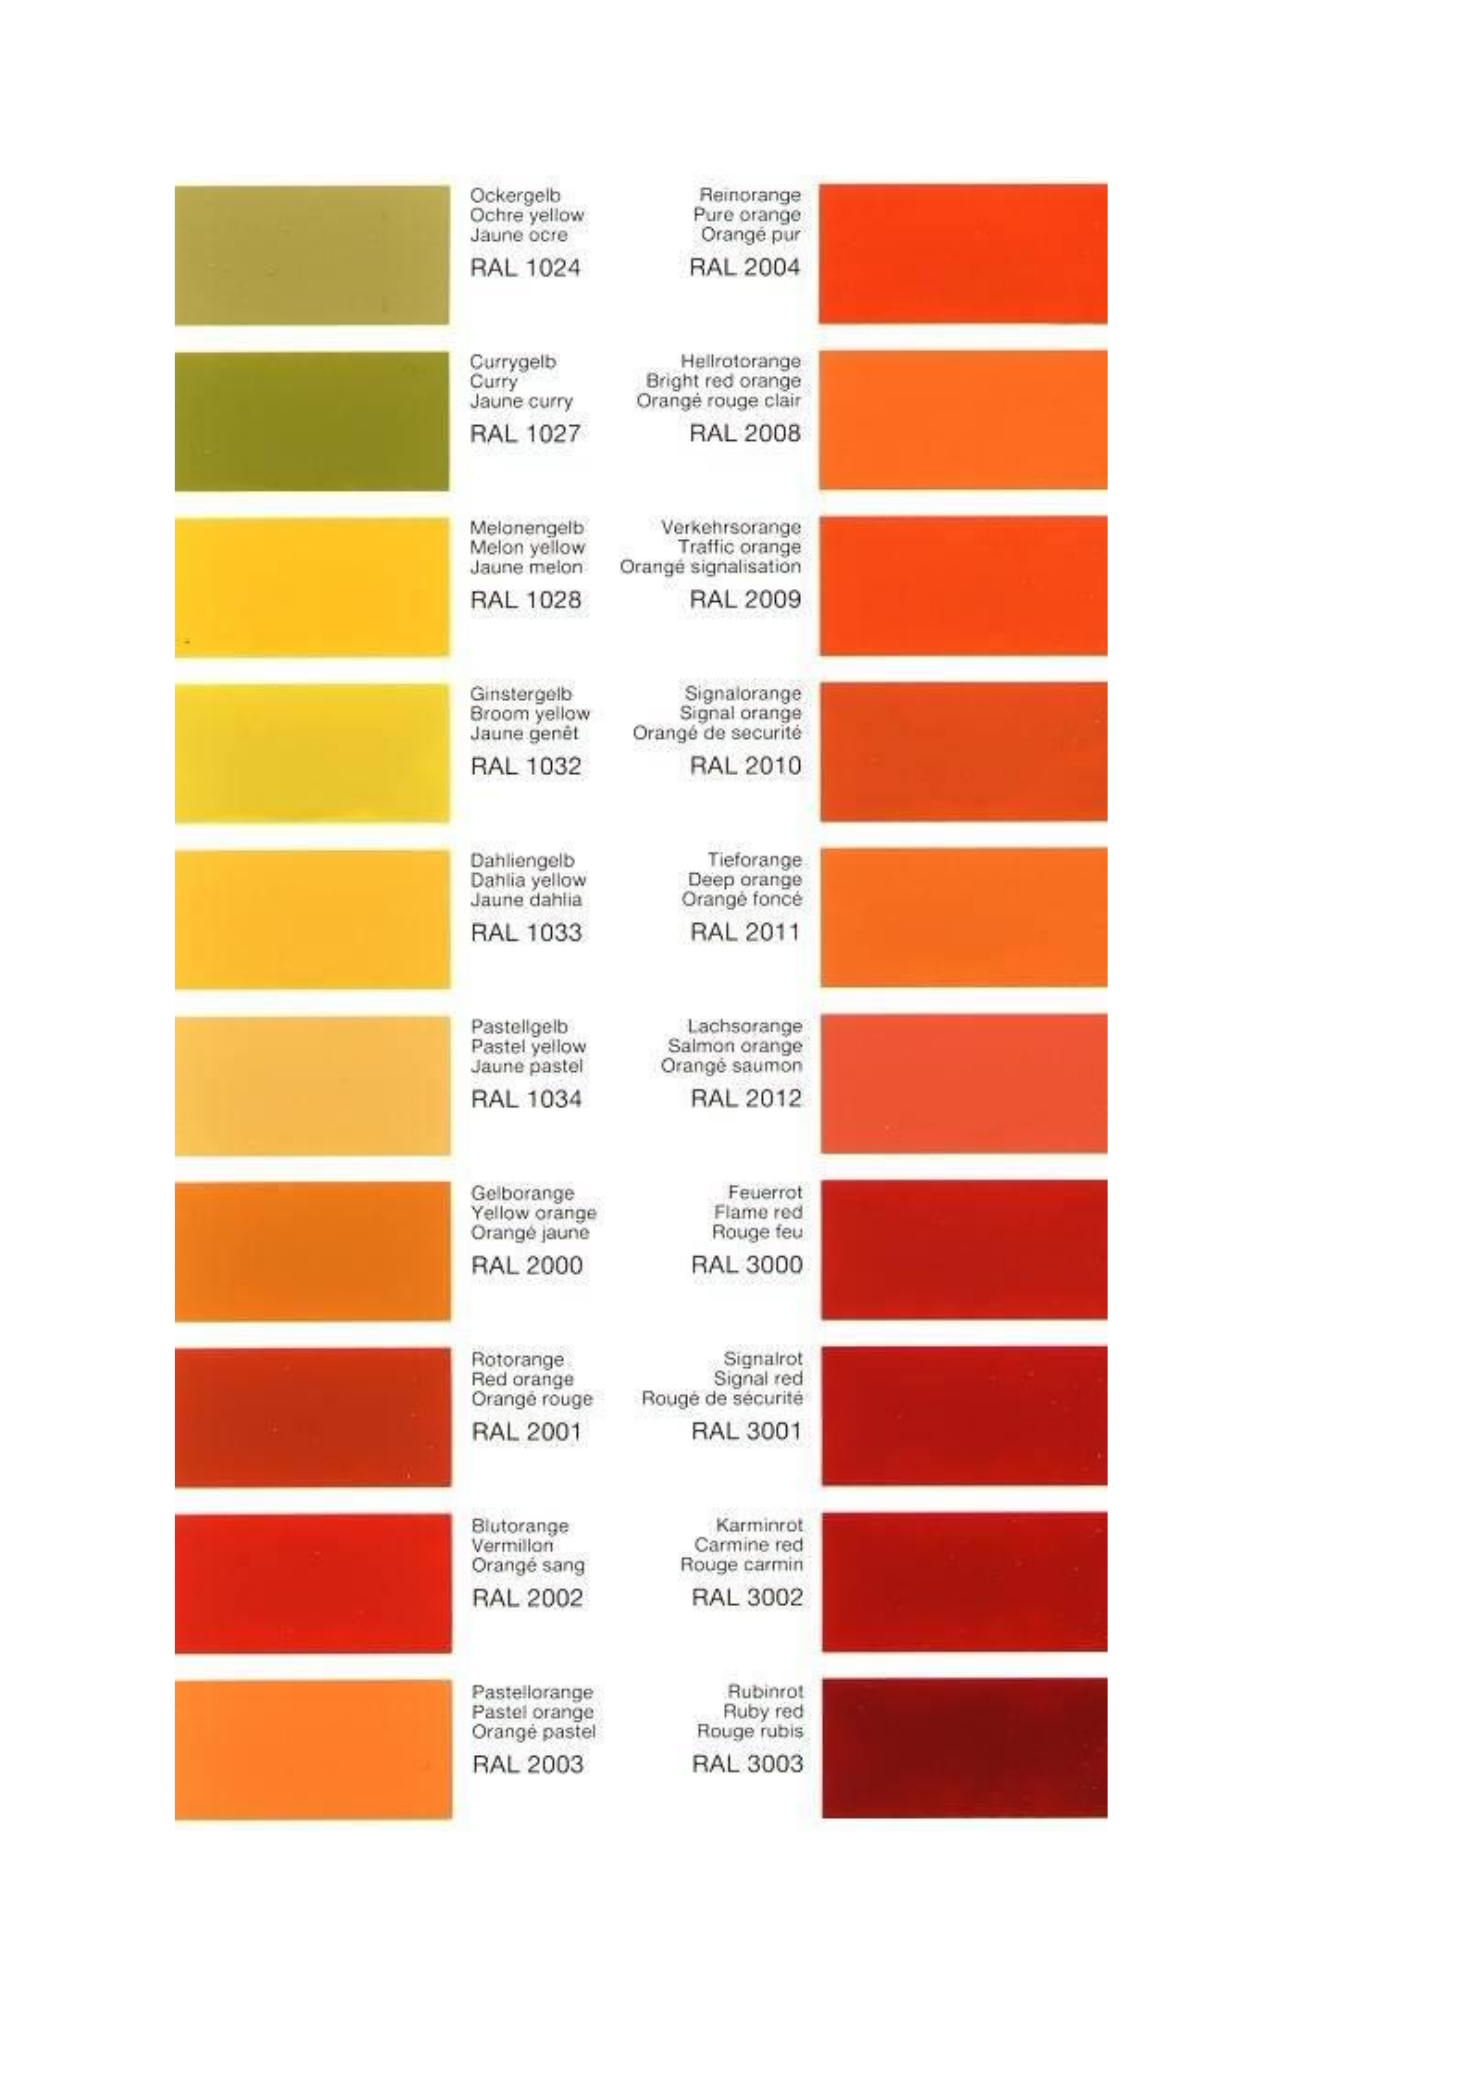 Ockergelb
Ochre yellow
Jaune ocre
RAL 1024
Reinorange
Pure orange
Orangé pur
RAL 2004
Currygelb
Curry
Jaune curry
RAL 1027
Hellrotorange
Bright red orange
Orangé rouge clair
RAL 2008
Melonengelb
Melon yellow
Jaune melon
RAL 1028
Verkehrsorange
Traffic orange
Orangé signalisation
RAL 2009
Ginstergelb
Broom yellow
Jaune genêt
RAL 1032
Signalorange
Signal orange
Orangé de securité
RAL 2010
Dahliengelb
Dahlia yellow
Jaune dahlia
RAL 1033
Tieforange
Deep orange
Orangé foncé
RAL 2011
Pastellgelb
Pastel yellow
Jaune pastel
RAL 1034
Lachsorange
Salmon orange
Orangé saumon
RAL 2012
Gelborange
Yellow orange
Orangé jaune
RAL 2000
Feuerrot
Flame red
Rouge feu
RAL 3000
Rotorange
Red orange
Orangé rouge
RAL 2001
Signalrot
Signal red
Rougé de sécurité
RAL 3001
Blutorange
Vermillon
Orangé sang
RAL 2002
Karminrot
Carmine red
Rouge carmin
RAL 3002
Pastellorange
Pastel orange
Orangé pastel
RAL 2003
Rubinrot
Ruby red
Rouge rubis
RAL 3003